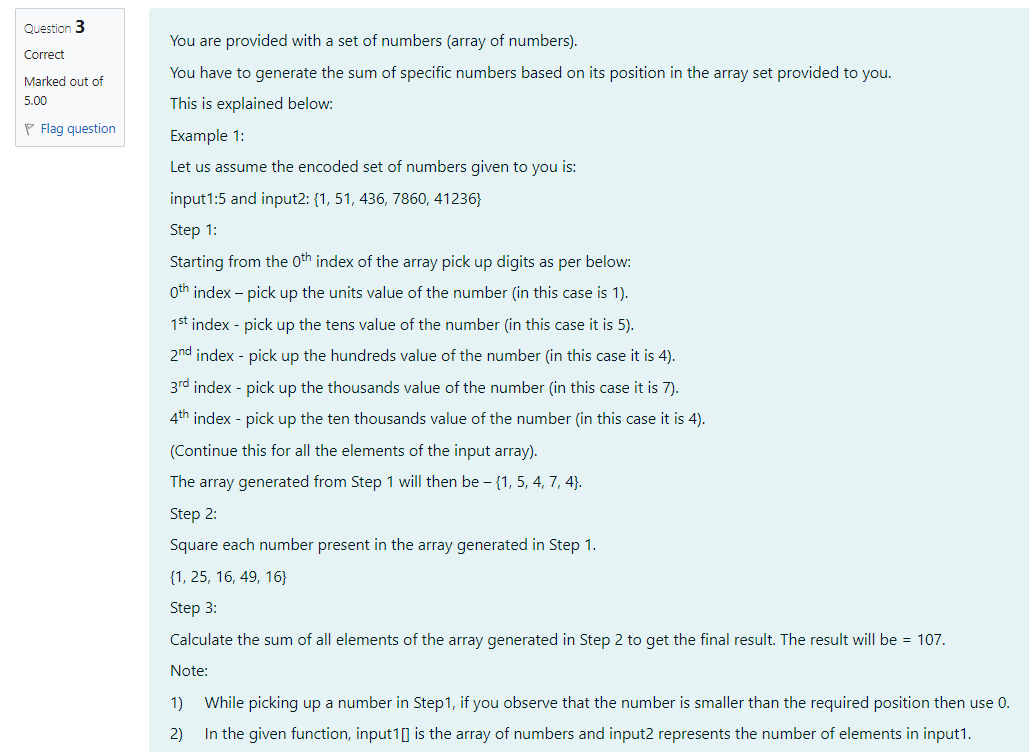 Question 3
Correct
Marked out of
5.00
Flag question
You are provided with a set of numbers (array of numbers).
You have to generate the sum of specific numbers based on its position in the array set provided to you.
This is explained below:
Example 1:
Let us assume the encoded set of numbers given to you is:
input1:5 and input2: {1, 51, 436, 7860, 41236}
Step 1:
Starting from the 0th index of the array pick up digits as per below:
0th index – pick up the units value of the number (in this case is 1).
1st index - pick up the tens value of the number (in this case it is 5).
2nd index - pick up the hundreds value of the number (in this case it is 4).
3rd index - pick up the thousands value of the number (in this case it is 7).
4th index - pick up the ten thousands value of the number (in this case it is 4).
(Continue this for all the elements of the input array).
The array generated from Step 1 will then be – {1, 5, 4, 7, 4}.
Step 2:
Square each number present in the array generated in Step 1.
{1, 25, 16, 49, 16}
Step 3:
Calculate the sum of all elements of the array generated in Step 2 to get the final result. The result will be = 107.
Note:
1) While picking up a number in Step1, if you observe that the number is smaller than the required position then use 0.
2) In the given function, input1[] is the array of numbers and input2 represents the number of elements in input1.